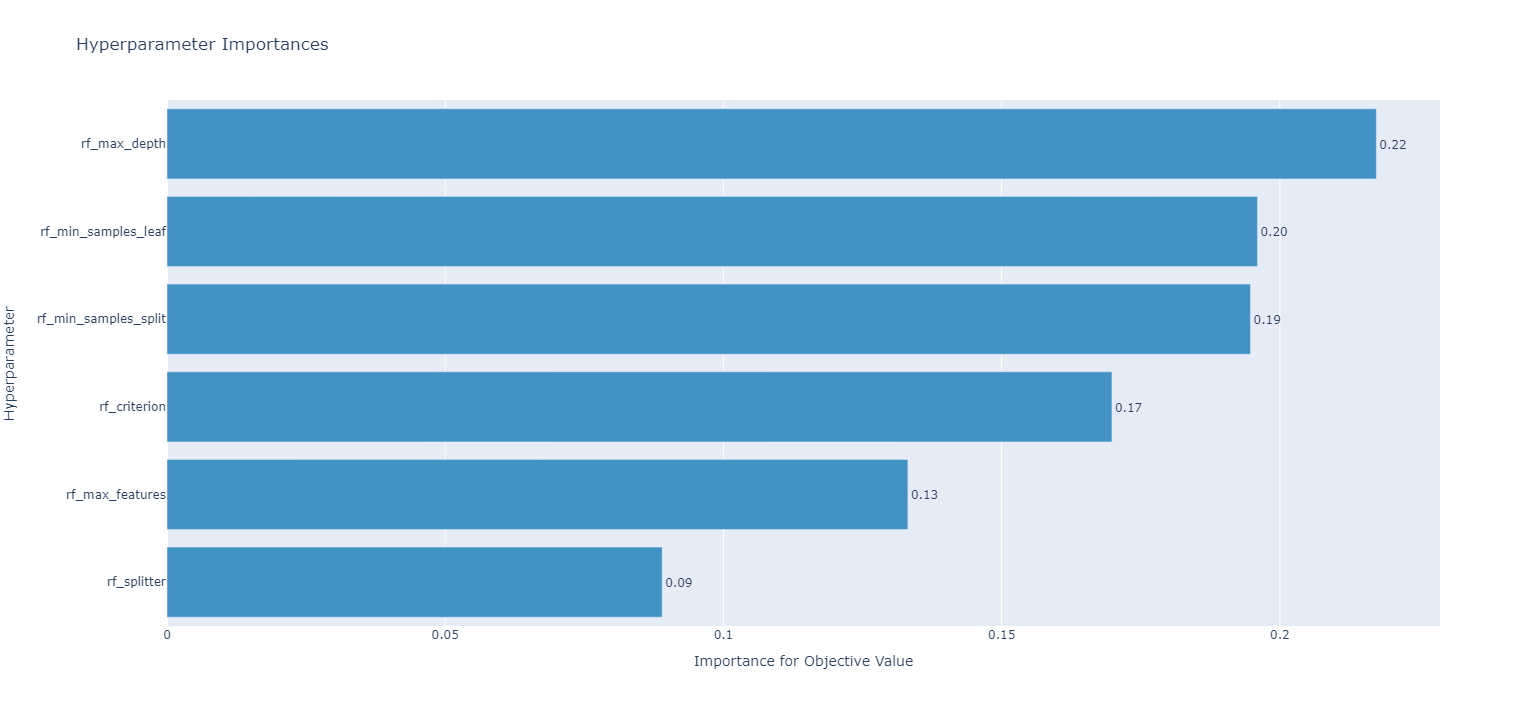 Hyperparameter Importances
Hyperparameter
rf_max_depth
0.22
rf_min_samples_leaf
0.20
rf_min_samples_split
0.19
rf_criterion
0.17
rf_max_features
0.13
rf_splitter
0.09
0 0.05 0.1 0.15 0.2
Importance for Objective Value